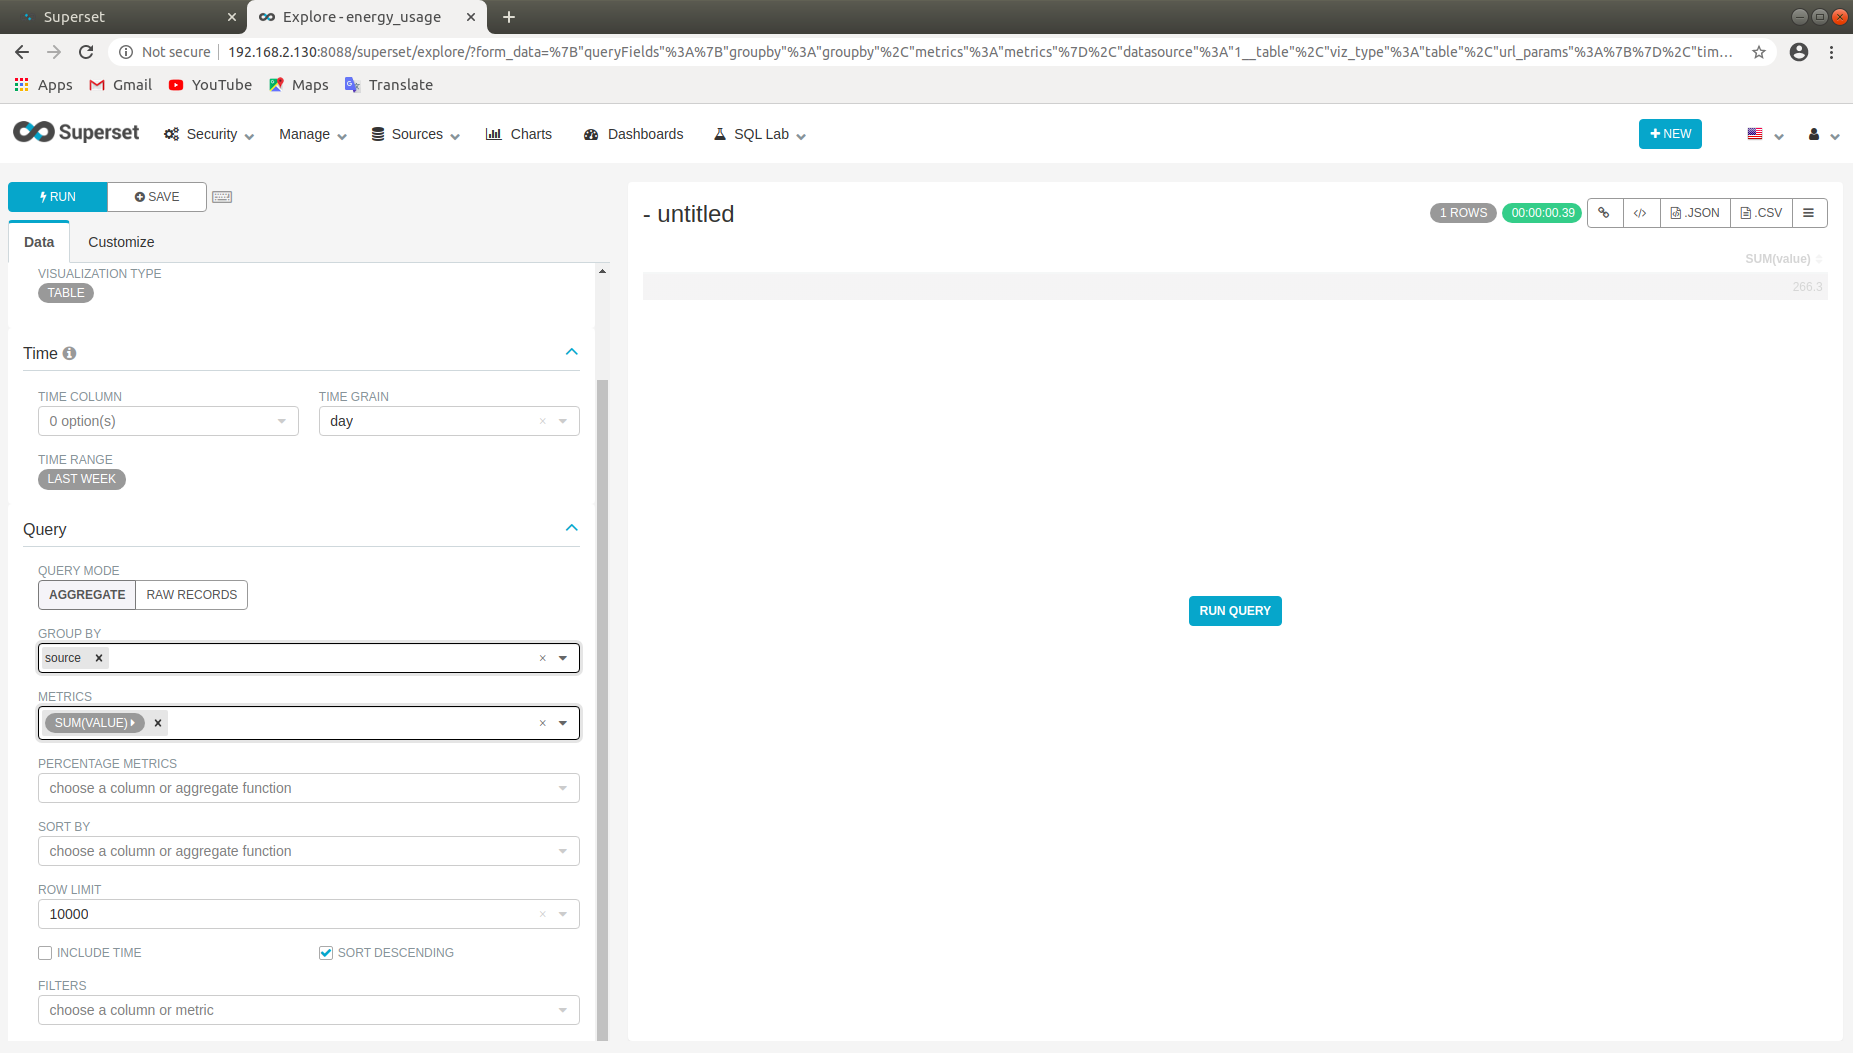 Superset
Explore - energy_usage
Not secure
192.168.2.130:8088/superset/explore/?form_data=%7B"queryFields"%3A%7B"groupby"%3A"groupby"%2C"metrics"%3A"metrics"%7D%2C"datasource"%3A"1__table"%2C"viz_type"%3A"table"%2C"url_params"%3A%7B%7D%2C"tim...
Apps
Gmail
YouTube
Maps
Translate
Superset
Security
Manage
Sources
Charts
Dashboards
SQL Lab
+ NEW
RUN
SAVE
Data
Customize
VISUALIZATION TYPE
TABLE
Time
TIME COLUMN
TIME GRAIN
0 option(s)
day
TIME RANGE
LAST WEEK
Query
QUERY MODE
AGGREGATE
RAW RECORDS
GROUP BY
source
METRICS
SUM(VALUE)
PERCENTAGE METRICS
choose a column or aggregate function
SORT BY
choose a column or aggregate function
ROW LIMIT
10000
INCLUDE TIME
SORT DESCENDING
FILTERS
choose a column or metric
- untitled
1 ROWS
00:00:00.39
</>
.JSON
.CSV
SUM(value)
266.3
RUN QUERY